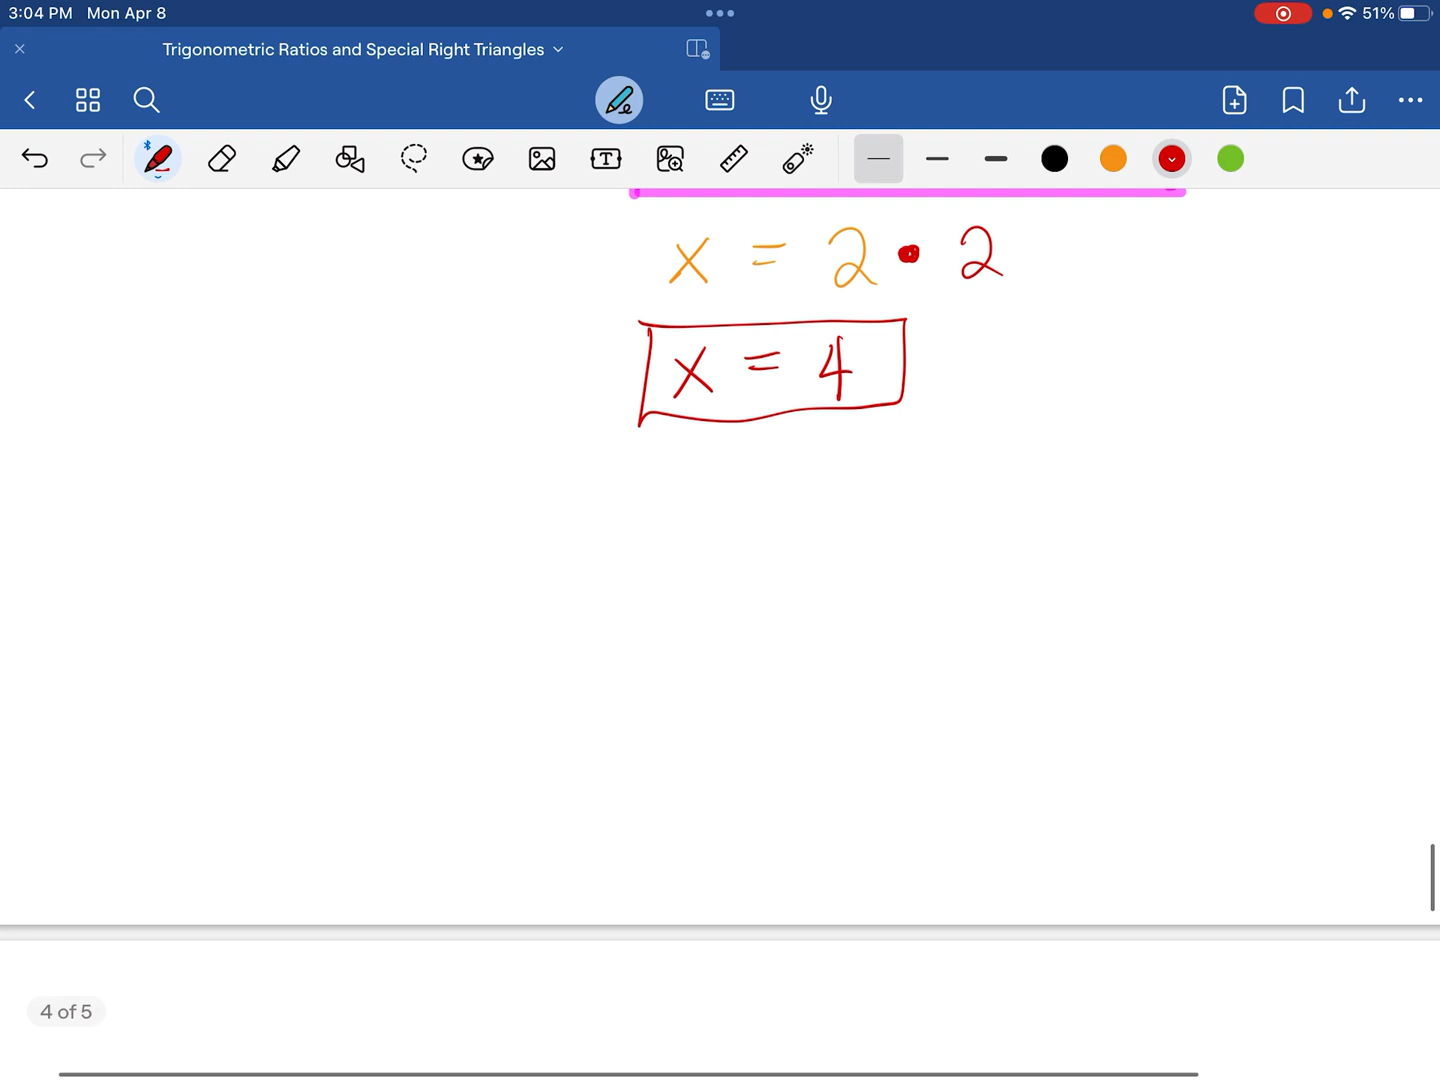 3:04 PM Mon Apr 8
51%
Trigonometric Ratios and Special Right Triangles
T
x = 2 • 2
x = 4
4 of 5